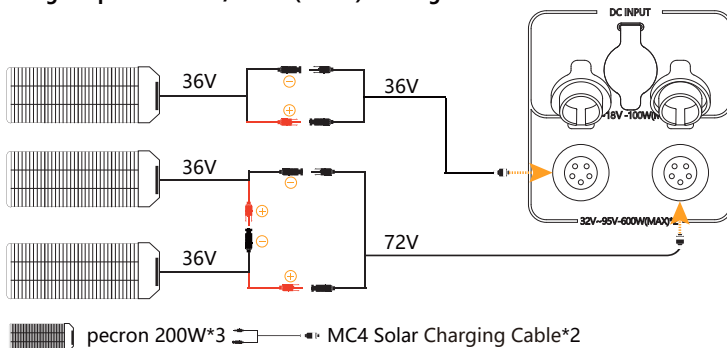 DC INPUT
36V
36V
~18V -100W
36V
32V~95V-600W(MAX)*
72V
36V
pecron 200W*3
MC4 Solar Charging Cable*2